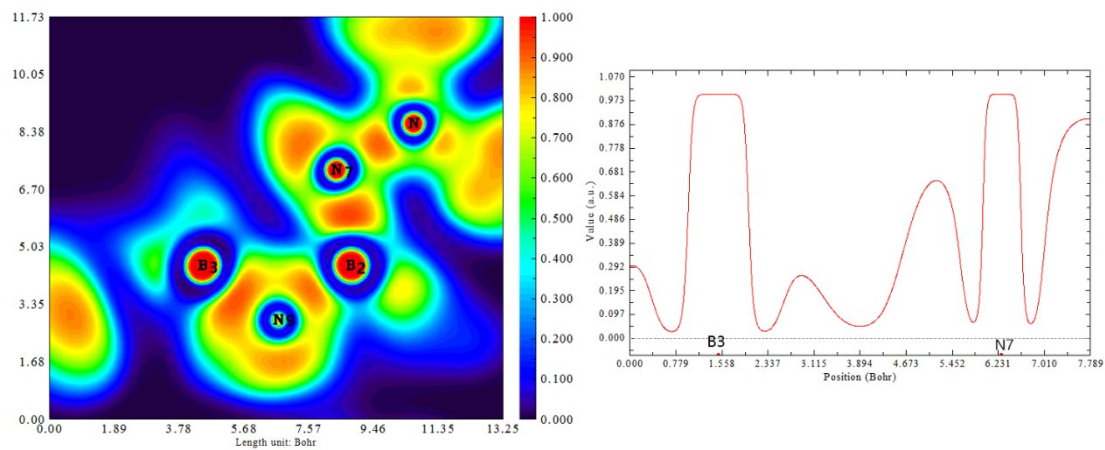 11.73
10.05
8.38
6.70
5.03
3.35
1.68
0.00
0.00 1.89 3.78 5.68 7.57 9.46 11.35 13.25
Length unit: Bohr
N
N7
B3
B2
N9
1.000
0.900
0.800
0.700
0.600
0.500
0.400
0.300
0.200
0.100
0.000
Value (a.u.)
1.070
0.973
0.876
0.778
0.681
0.584
0.486
0.389
0.292
0.195
0.097
0.000
B3
N7
0.000 0.779 1.558 2.337 3.115 3.894 4.673 5.452 6.231 7.010 7.789
Position (Bohr)